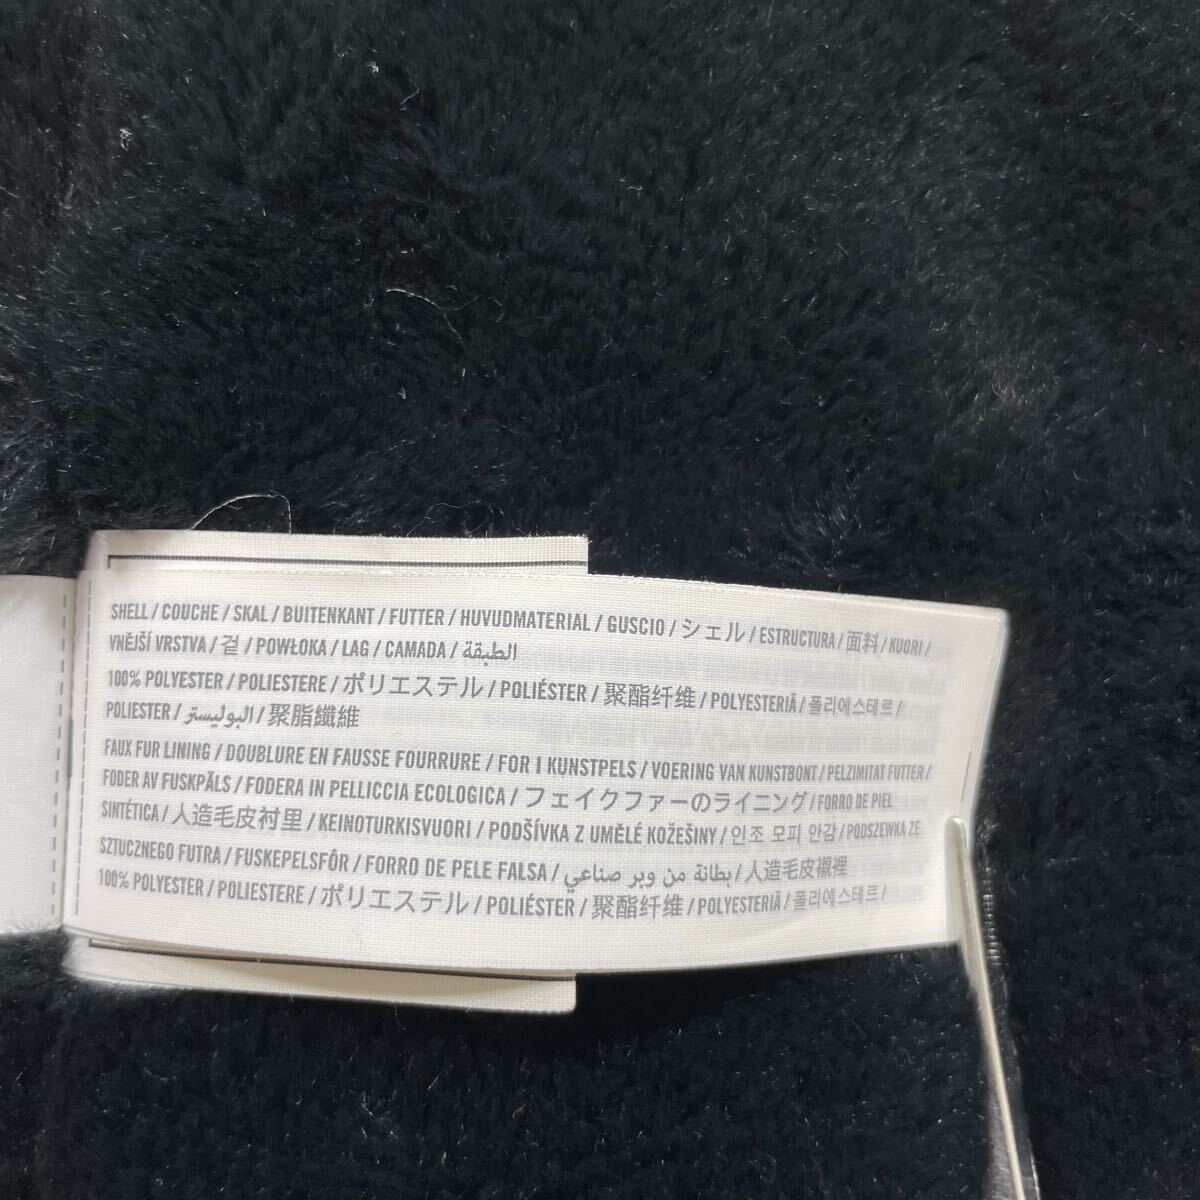 SHELL / COUCHE / SKAL / BUITENKANT / FUTTER / HUVUDMATERIAL / GUSCIO / シェル / ESTRUCTURA / 面料 / KUORI /
VNĚJŠÍ VRSTVA / 겉 / POWŁOKA / LAG / CAMADA / الطبقة
100% POLYESTER / POLIESTERE / ポリエステル / POLIÉSTER / 聚酯纤维 / POLYESTERIÄ / 폴리에스테르 /
POLIESTER / البوليستر / 聚脂纖維
FAUX FUR LINING / DOUBLURE EN FAUSSE FOURRURE / FOR I KUNSTPELS / VOERING VAN KUNSTBONT / PELZIMITAT FUTTER /
FODER AV FUSKPÄLS / FODERA IN PELLICCIA ECOLOGICA / フェイクファーのライニング / FORRO DE PIEL
SINTÉTICA / 人造毛皮衬里 / KEINOTURKISVUORI / PODŠÍVKA Z UMĚLÉ KOŽEŠINY / 인조 모피 안감 / PODSZEWKA ZE
SZTUCZNEGO FUTRA / FUSKEPELSFÔR / FORRO DE PELE FALSA / بطانة من وبر صناعي / 人造毛皮襯裡
100% POLYESTER / POLIESTERE / ポリエステル / POLIÉSTER / 聚酯纤维 / POLYESTERIÄ / 폴리에스테르 /